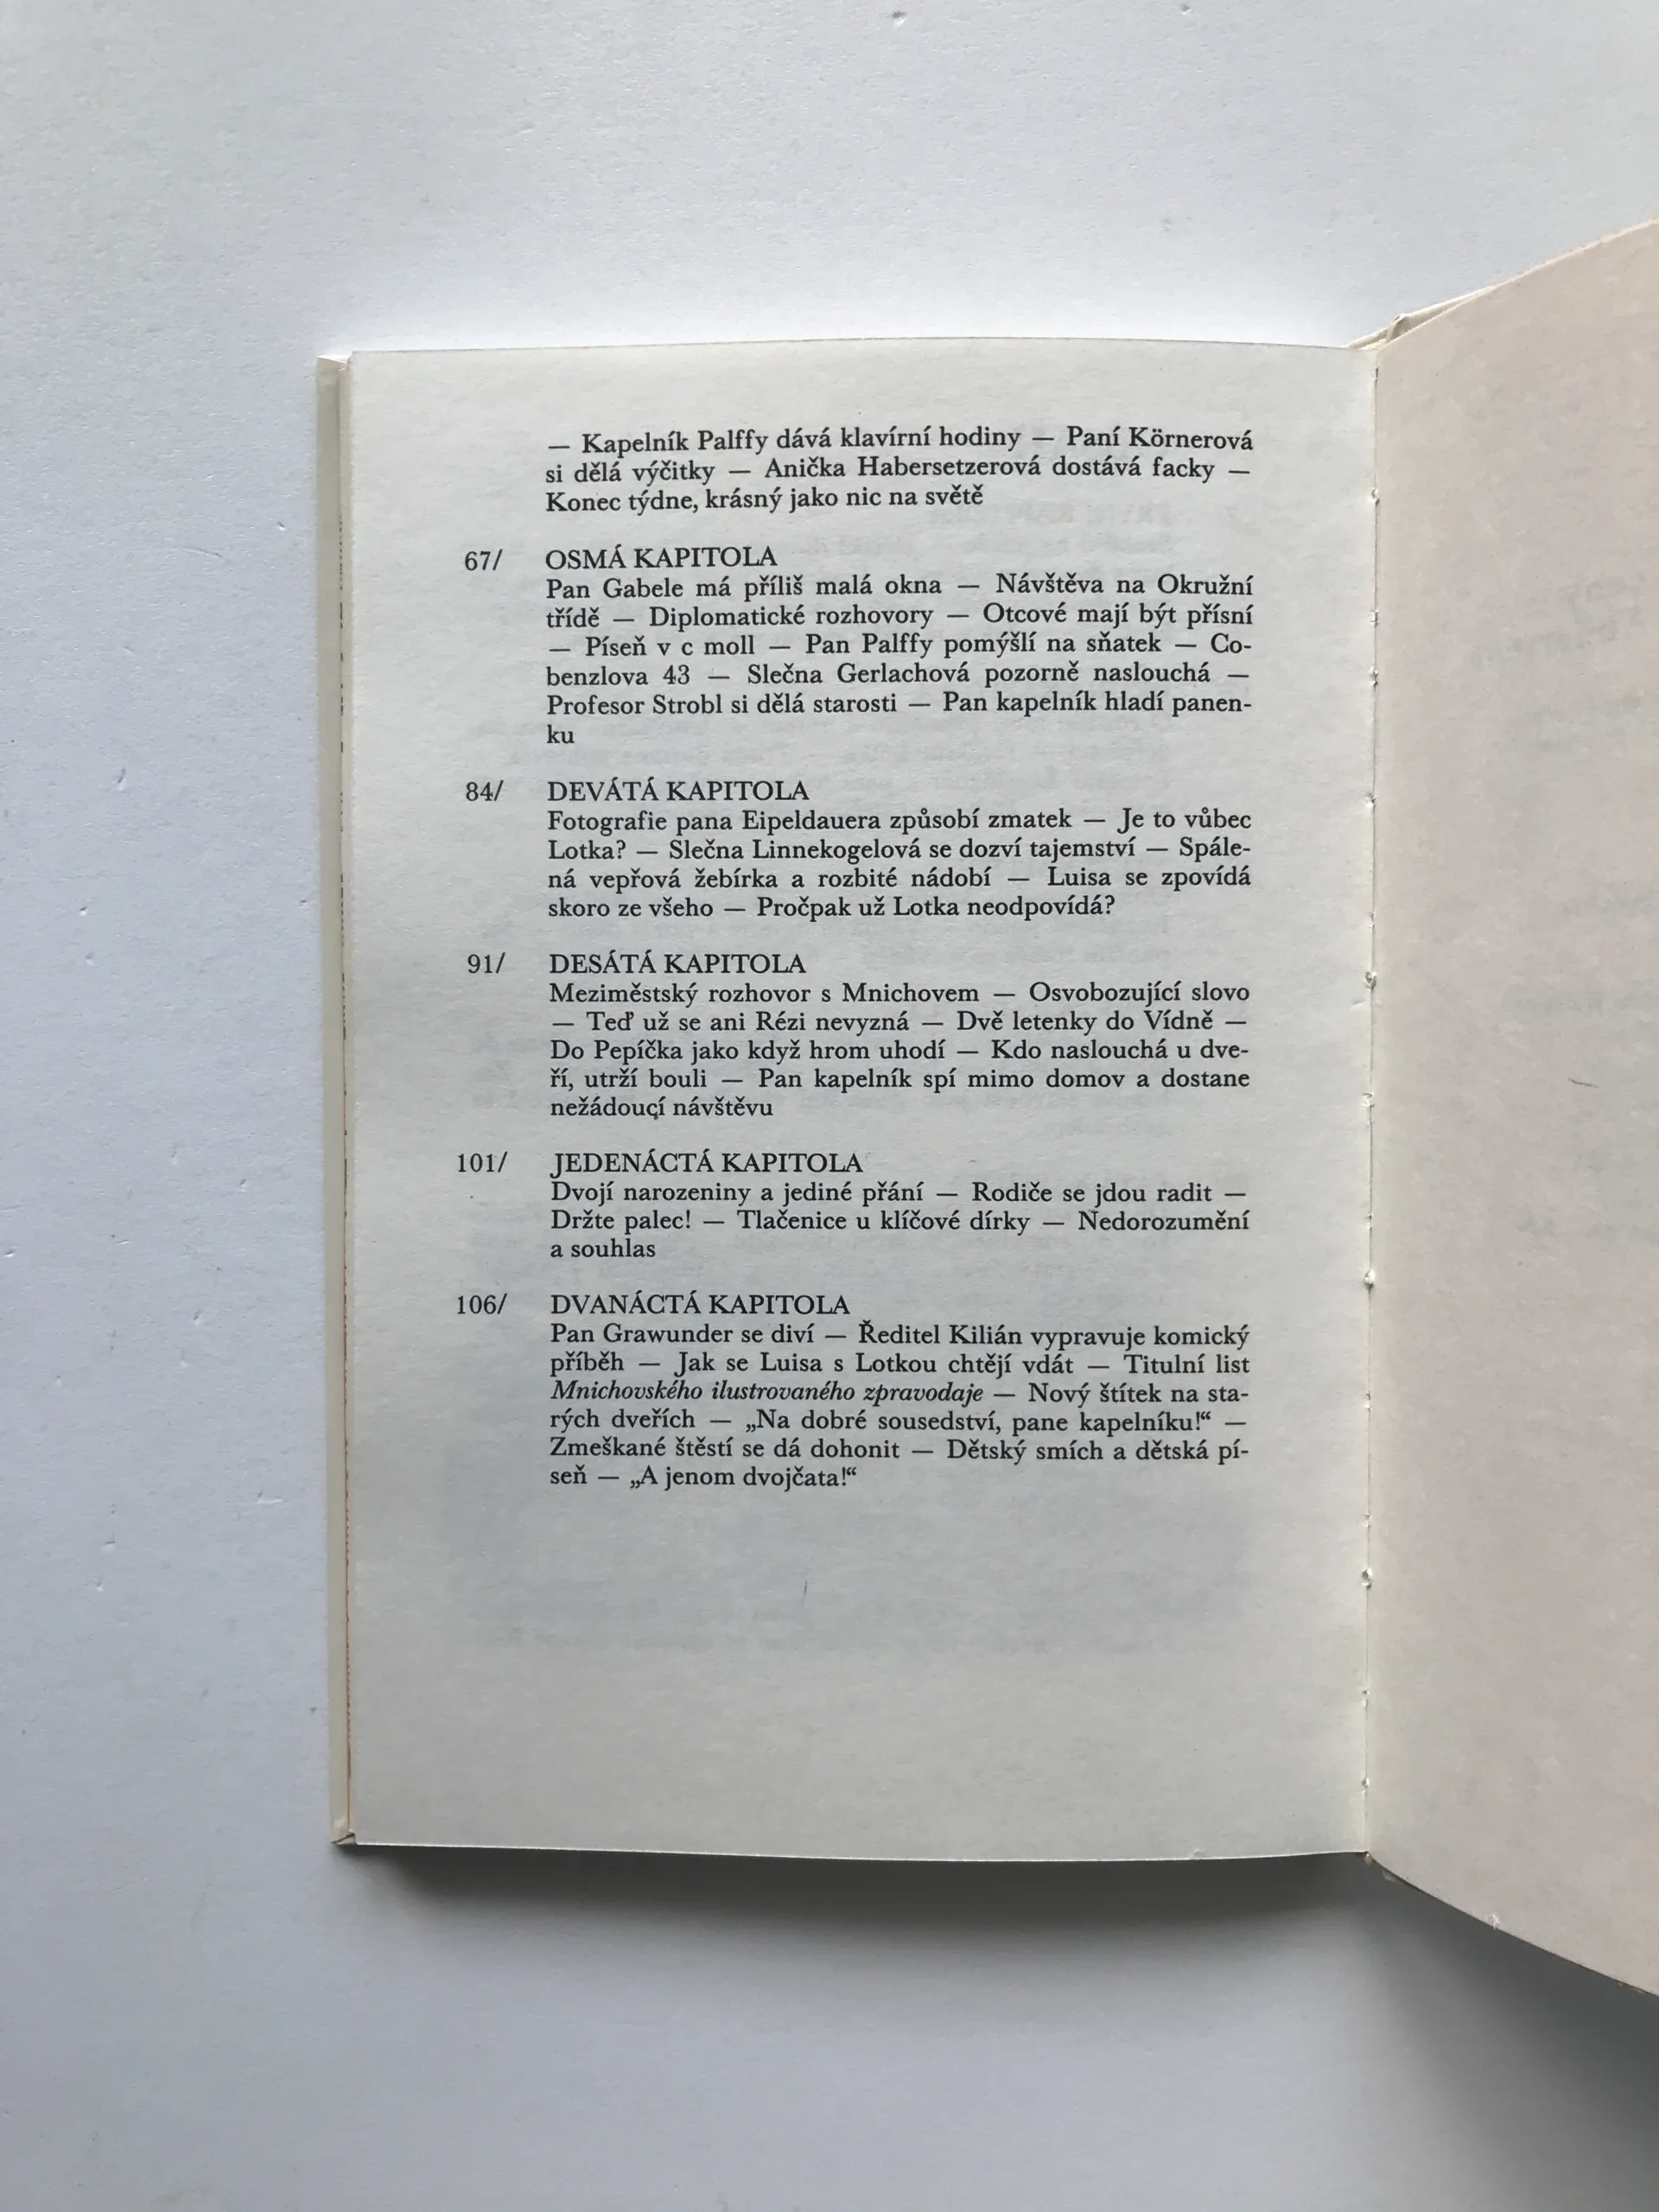 — Kapelník Palffy dává klavírní hodiny — Paní Körnerová
si dělá výčitky — Anička Habersetzerová dostává facky —
Konec týdne, krásný jako nic na světě
67/ OSMÁ KAPITOLA
Pan Gabele má příliš malá okna — Návštěva na Okružní
třídě — Diplomatické rozhovory — Otcové mají být přísní
— Píseň v c moll — Pan Palffy pomýšlí na sňatek — Co-
benzlova 43 — Slečna Gerlachová pozorně naslouchá —
Profesor Strobl si dělá starosti — Pan kapelník hladí panen-
ku
84/ DEVÁTÁ KAPITOLA
Fotografie pana Eipeldauera způsobí zmatek — Je to vůbec
Lotka? — Slečna Linnekogelová se dozví tajemství — Spále-
ná vepřová žebírka a rozbité nádobí — Luisa se zpovídá
skoro ze všeho — Pročpak už Lotka neodpovídá?
91/ DESÁTÁ KAPITOLA
Meziměstský rozhovor s Mnichovem — Osvobozující slovo
— Teď už se ani Rézi nevyzná — Dvě letenky do Vídně —
Do Pepíčka jako když hrom uhodí — Kdo naslouchá u dve-
ří, utrží bouli — Pan kapelník spí mimo domov a dostane
nežádoucí návštěvu
101/ JEDENÁCTÁ KAPITOLA
Dvojí narozeniny a jediné přání — Rodiče se jdou radit —
Držte palec! — Tlačenice u klíčové dírky — Nedorozumění
a souhlas
106/ DVANÁCTÁ KAPITOLA
Pan Grawunder se diví — Ředitel Kilián vypravuje komický
příběh — Jak se Luisa s Lotkou chtějí vdát — Titulní list
Mnichovského ilustrovaného zpravodaje — Nový štítek na sta-
rých dveřích — „Na dobré sousedství, pane kapelníku!“ —
Zmeškané štěstí se dá dohonit — Dětský smích a dětská pí-
seň — „A jenom dvojčata!“